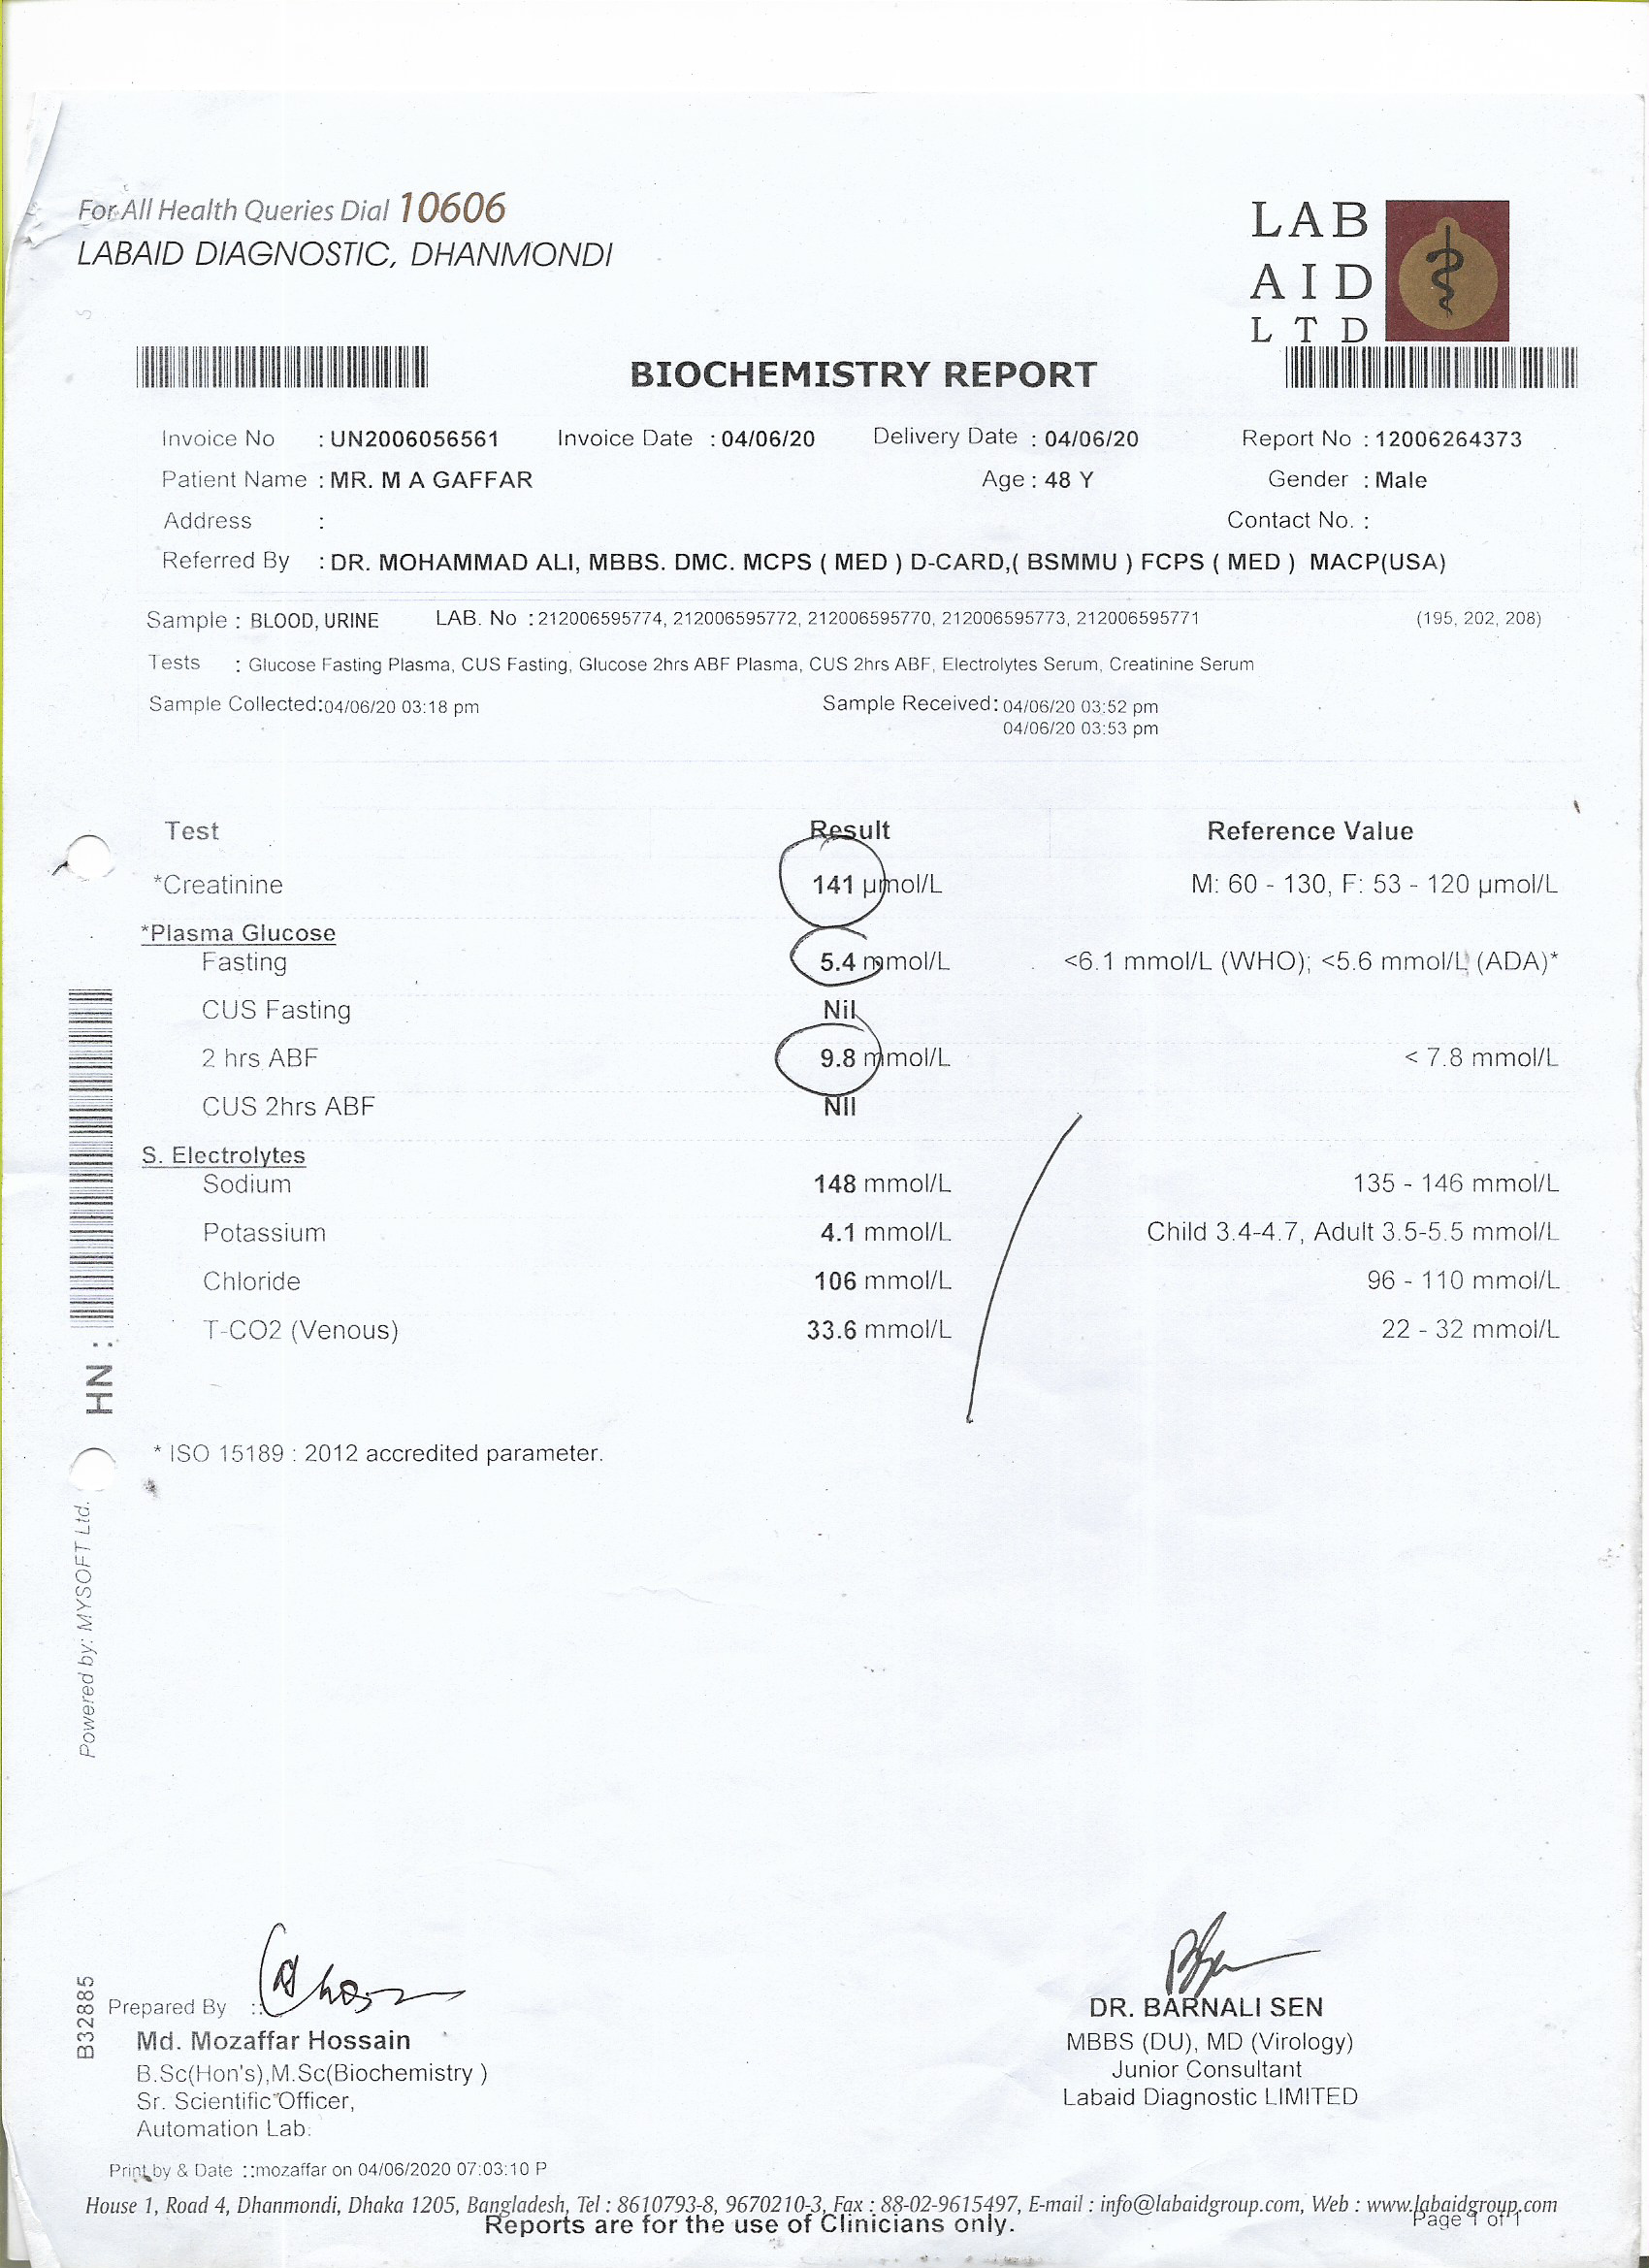 For All Health Queries Dial 10606
LABAID DIAGNOSTIC, DHANMONDI
LAB
AID
LTD
BIOCHEMISTRY REPORT
Invoice No : UN2006056561 Invoice Date : 04/06/20 Delivery Date : 04/06/20 Report No : 12006264373
Patient Name : MR. M A GAFFAR Age : 48 Y Gender : Male
Address : Contact No. :
Referred By : DR. MOHAMMAD ALI, MBBS. DMC. MCPS ( MED ) D-CARD,( BSMMU ) FCPS ( MED ) MACP(USA)
Sample : BLOOD, URINE LAB. No : 212006595774, 212006595772, 212006595770, 212006595773, 212006595771 (195, 202, 208)
Tests : Glucose Fasting Plasma, CUS Fasting, Glucose 2hrs ABF Plasma, CUS 2hrs ABF, Electrolytes Serum, Creatinine Serum
Sample Collected: 04/06/20 03:18 pm Sample Received: 04/06/20 03:52 pm
04/06/20 03:53 pm
Test Result Reference Value
*Creatinine 141 µmol/L M: 60 - 130, F: 53 - 120 µmol/L
*Plasma Glucose
Fasting 5.4 mmol/L <6.1 mmol/L (WHO); <5.6 mmol/L (ADA)*
CUS Fasting Nil
2 hrs ABF 9.8 mmol/L < 7.8 mmol/L
CUS 2hrs ABF Nil
S. Electrolytes
Sodium 148 mmol/L 135 - 146 mmol/L
Potassium 4.1 mmol/L Child 3.4-4.7, Adult 3.5-5.5 mmol/L
Chloride 106 mmol/L 96 - 110 mmol/L
T-CO2 (Venous) 33.6 mmol/L 22 - 32 mmol/L
HN :
* ISO 15189 : 2012 accredited parameter.
Powered by: MYSOFT Ltd.
B32885
Prepared By ::
Md. Mozaffar Hossain
B.Sc(Hon's),M.Sc(Biochemistry )
Sr. Scientific Officer,
Automation Lab.
DR. BARNALI SEN
MBBS (DU), MD (Virology)
Junior Consultant
Labaid Diagnostic LIMITED
Print by & Date ::mozaffar on 04/06/2020 07:03:10 P
House 1, Road 4, Dhanmondi, Dhaka 1205, Bangladesh, Tel : 8610793-8, 9670210-3, Fax : 88-02-9615497, E-mail : info@labaidgroup.com, Web : www.labaidgroup.com
Reports are for the use of Clinicians only. Page 1 of 1